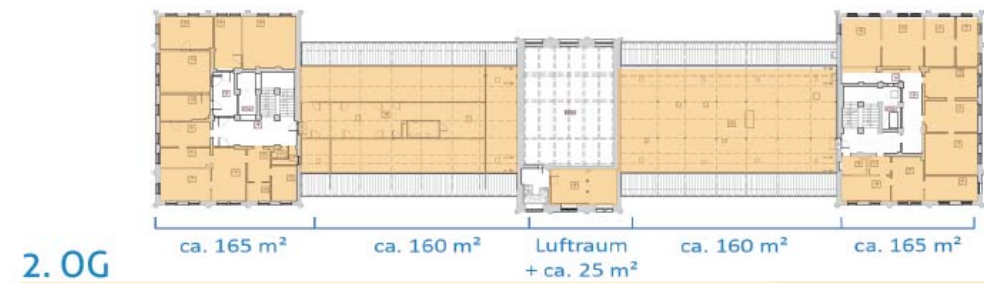 ca. 165 m²
ca. 160 m²
Luftraum
+ ca. 25 m²
ca. 160 m²
ca. 165 m²
2. OG